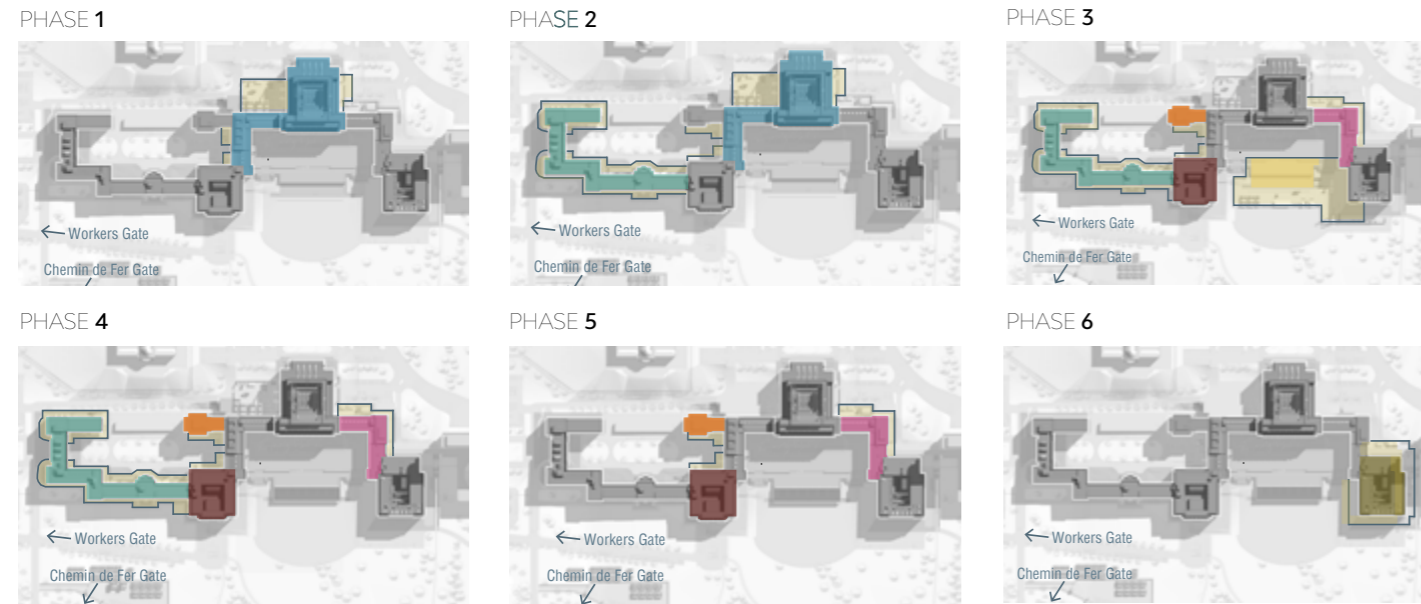 PHASE 1
Workers Gate
Chemin de Fer Gate
PHASE 2
Workers Gate
Chemin de Fer Gate
PHASE 3
Workers Gate
Chemin de Fer Gate
PHASE 4
Workers Gate
Chemin de Fer Gate
PHASE 5
Workers Gate
Chemin de Fer Gate
PHASE 6
Workers Gate
Chemin de Fer Gate